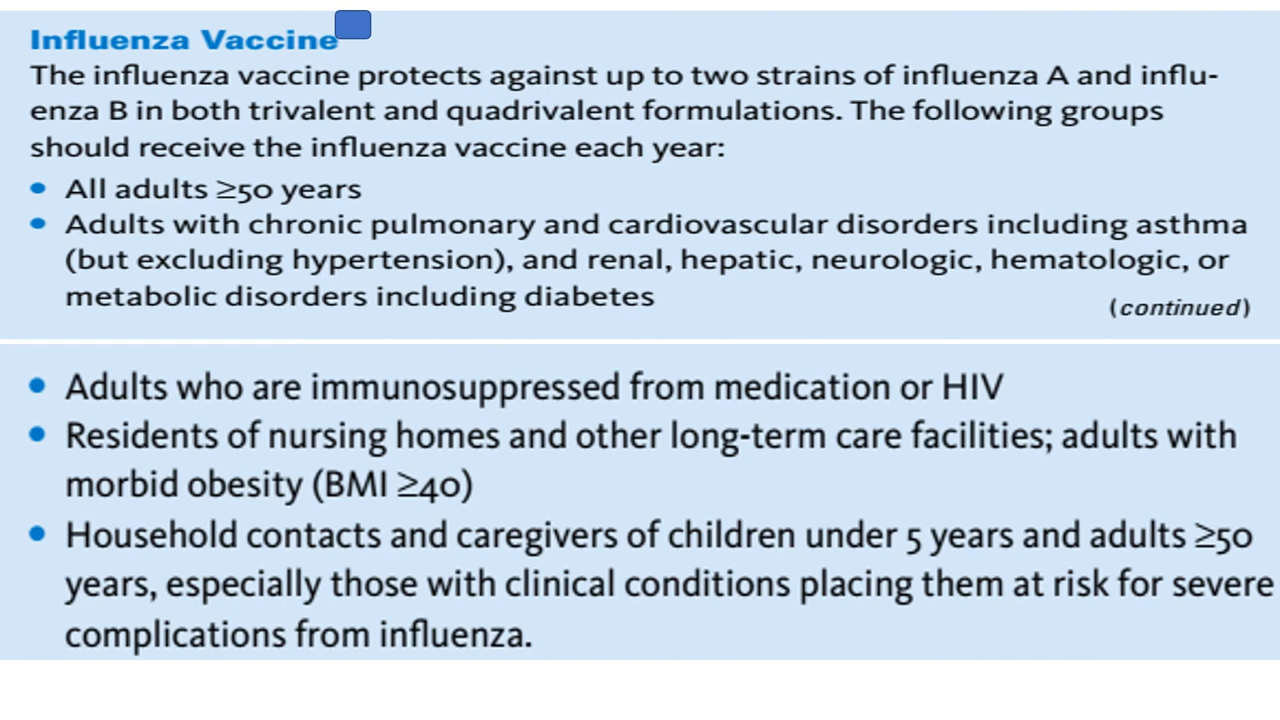 Influenza Vaccine
The influenza vaccine protects against up to two strains of influenza A and influ-
enza B in both trivalent and quadrivalent formulations. The following groups
should receive the influenza vaccine each year:
• All adults ≥50 years
• Adults with chronic pulmonary and cardiovascular disorders including asthma
(but excluding hypertension), and renal, hepatic, neurologic, hematologic, or
metabolic disorders including diabetes
(continued)
• Adults who are immunosuppressed from medication or HIV
• Residents of nursing homes and other long-term care facilities; adults with
morbid obesity (BMI ≥40)
• Household contacts and caregivers of children under 5 years and adults ≥50
years, especially those with clinical conditions placing them at risk for severe
complications from influenza.